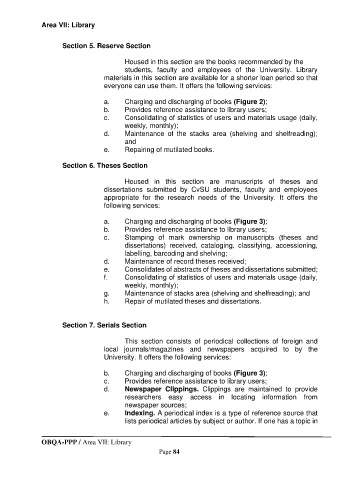 Area VII: Library
Section 5. Reserve Section
Housed in this section are the books recommended by the
students, faculty and employees of the University. Library
materials in this section are available for a shorter loan period so that
everyone can use them. It offers the following services:
a. Charging and discharging of books (Figure 2);
b. Provides reference assistance to library users;
c. Consolidating of statistics of users and materials usage (daily,
weekly, monthly);
d. Maintenance of the stacks area (shelving and shelfreading);
and
e. Repairing of mutilated books.
Section 6. Theses Section
Housed in this section are manuscripts of theses and
dissertations submitted by CvSU students, faculty and employees
appropriate for the research needs of the University. It offers the
following services:
a. Charging and discharging of books (Figure 3);
b. Provides reference assistance to library users;
c. Stamping of mark ownership on manuscripts (theses and
dissertations) received, cataloging, classifying, accessioning,
labelling, barcoding and shelving;
d. Maintenance of record theses received;
e. Consolidates of abstracts of theses and dissertations submitted;
f. Consolidating of statistics of users and materials usage (daily,
weekly, monthly);
g. Maintenance of stacks area (shelving and shelfreading); and
h. Repair of mutilated theses and dissertations.
Section 7. Serials Section
This section consists of periodical collections of foreign and
local journals/magazines and newspapers acquired to by the
University. It offers the following services:
b. Charging and discharging of books (Figure 3);
c. Provides reference assistance to library users;
d. Newspaper Clippings. Clippings are maintained to provide
researchers easy access in locating information from
newspaper sources;
e. Indexing. A periodical index is a type of reference source that
lists periodical articles by subject or author. If one has a topic in
OBQA-PPP / Area VII: Library
Page 84